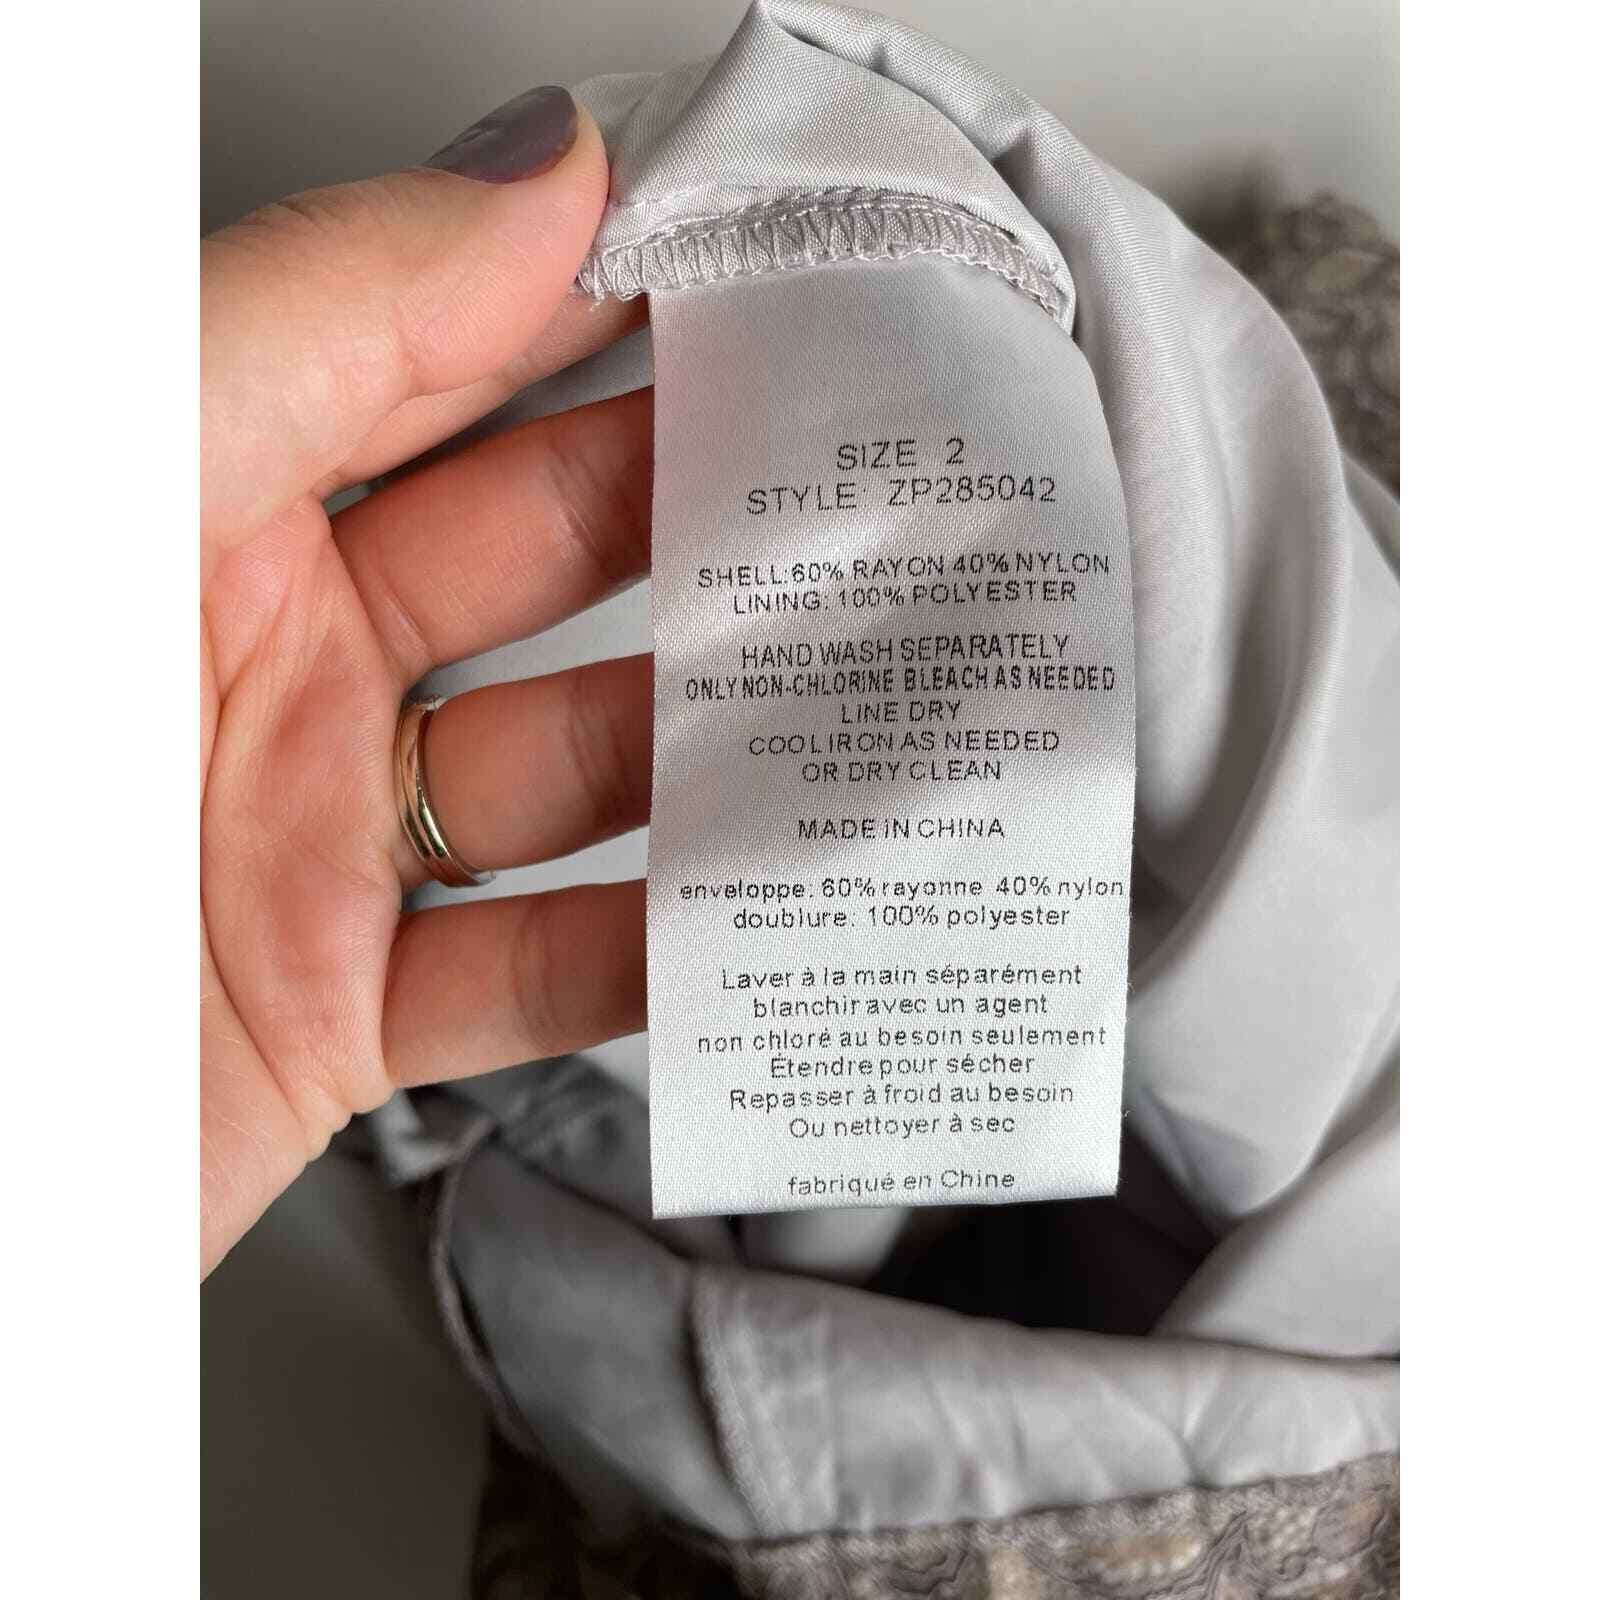 SIZE 2
STYLE: ZP285042
SHELL:60% RAYON 40% NYLON
LINING: 100% POLYESTER
HAND WASH SEPARATELY
ONLY NON-CHLORINE BLEACH AS NEEDED
LINE DRY
COOL IRON AS NEEDED
OR DRY CLEAN
MADE IN CHINA
enveloppe: 60% rayonne 40% nylon
doublure: 100% polyester
Laver à la main séparément
blanchir avec un agent
non chloré au besoin seulement
Étendre pour sécher
Repasser à froid au besoin
Ou nettoyer à sec
fabriqué en Chine